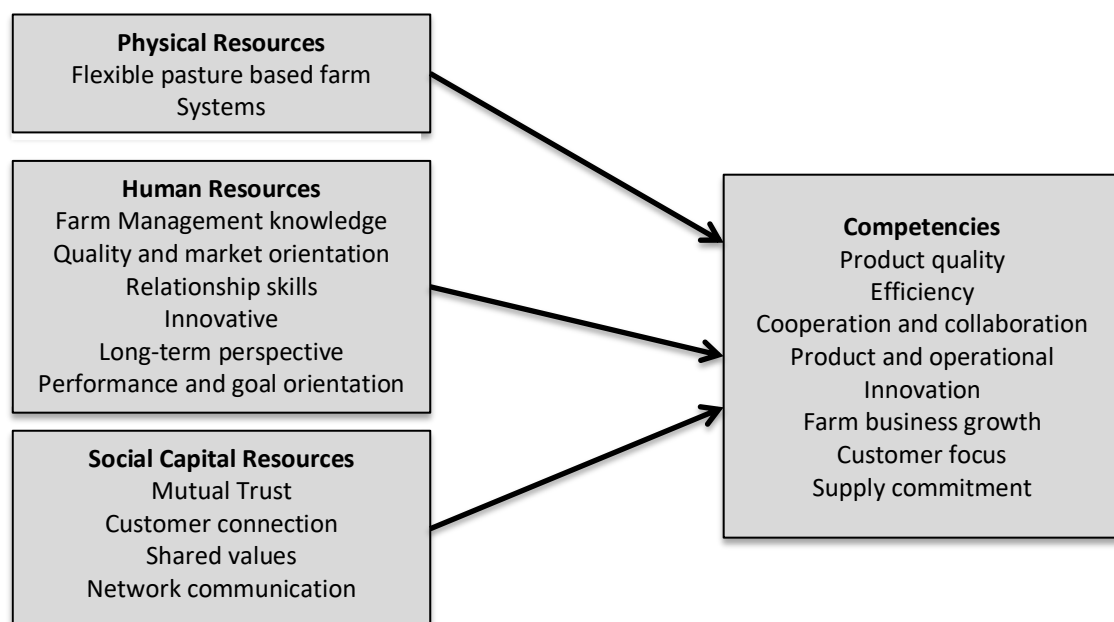 Physical Resources
Flexible pasture based farm
Systems
Human Resources
Farm Management knowledge
Quality and market orientation
Relationship skills
Innovative
Long-term perspective
Performance and goal orientation
Social Capital Resources
Mutual Trust
Customer connection
Shared values
Network communication
Competencies
Product quality
Efficiency
Cooperation and collaboration
Product and operational
Innovation
Farm business growth
Customer focus
Supply commitment